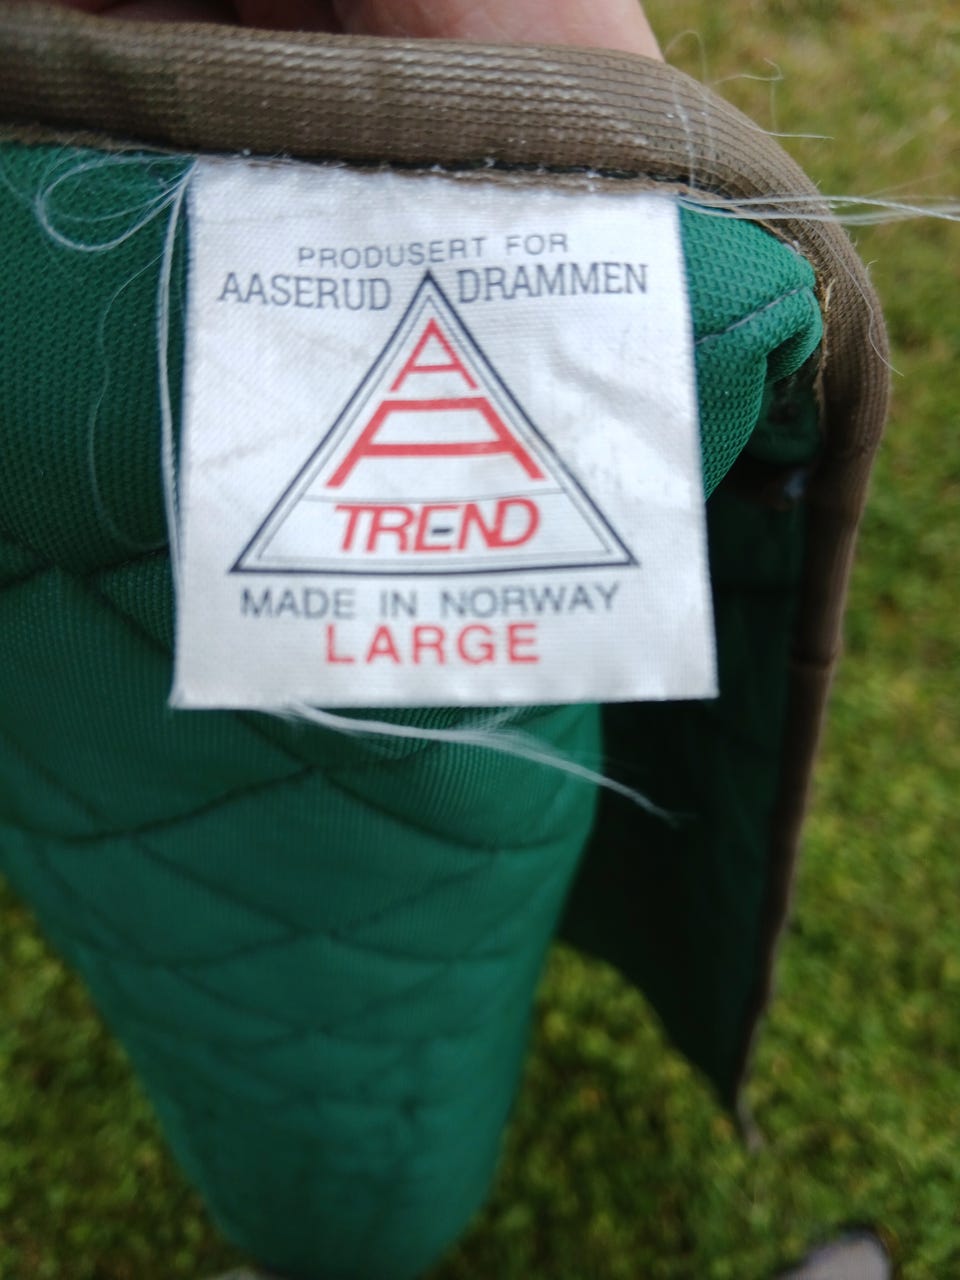 PRODUSERT FOR
AASERUD DRAMMEN
A
A
TREND
MADE IN NORWAY
LARGE